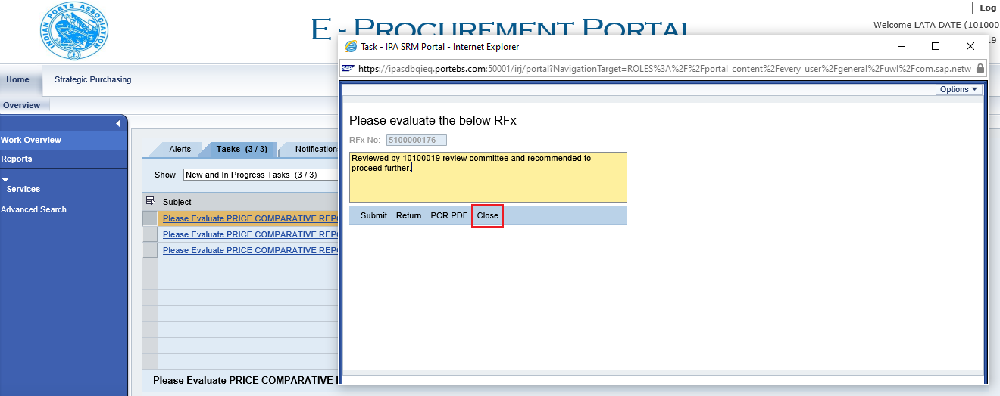 INDIAN PORTS ASSOCIATION
E - PROCUREMENT PORTAL
Log
Welcome LATA DATE (101000
19
Home
Strategic Purchasing
Overview
Work Overview
Reports
Services
Advanced Search
Alerts
Tasks (3 / 3)
Notification
Show:
New and In Progress Tasks (3 / 3)
Subject
Please Evaluate PRICE COMPARATIVE REPO
Please Evaluate PRICE COMPARATIVE REPO
Please Evaluate PRICE COMPARATIVE REPO
Please Evaluate PRICE COMPARATIVE
Task - IPA SRM Portal - Internet Explorer
SAP
https://ipasdbqieq.portebs.com:50001/irj/portal?NavigationTarget=ROLES%3A%2F%2Fportal_content%2Fevery_user%2Fgeneral%2Fuwl%2Fcom.sap.netw
Options
Please evaluate the below RFx
RFx No:
5100000176
Reviewed by 10100019 review committee and recommended to
proceed further.
Submit
Return
PCR PDF
Close